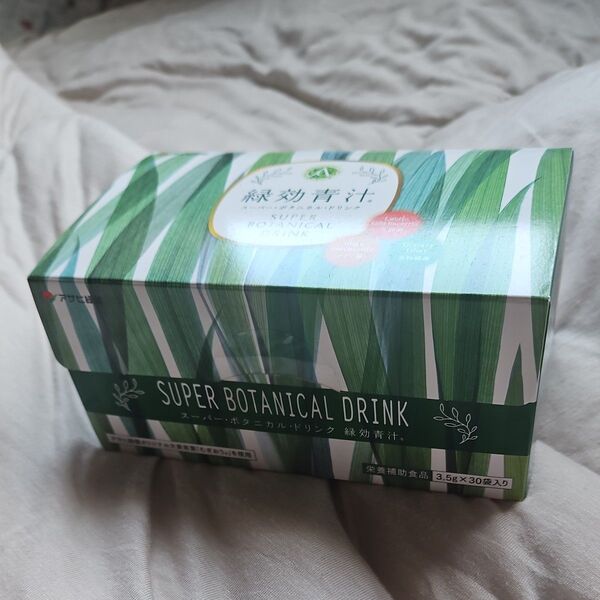 A
緑効青汁®
スーパー・ボタニカル・ドリンク
SUPER
BOTANICAL
DRINK
アサヒ緑健
SUPER BOTANICAL DRINK
スーパー・ボタニカル・ドリンク 緑効青汁®
を使用
栄養補助食品 3.5g×30袋入り